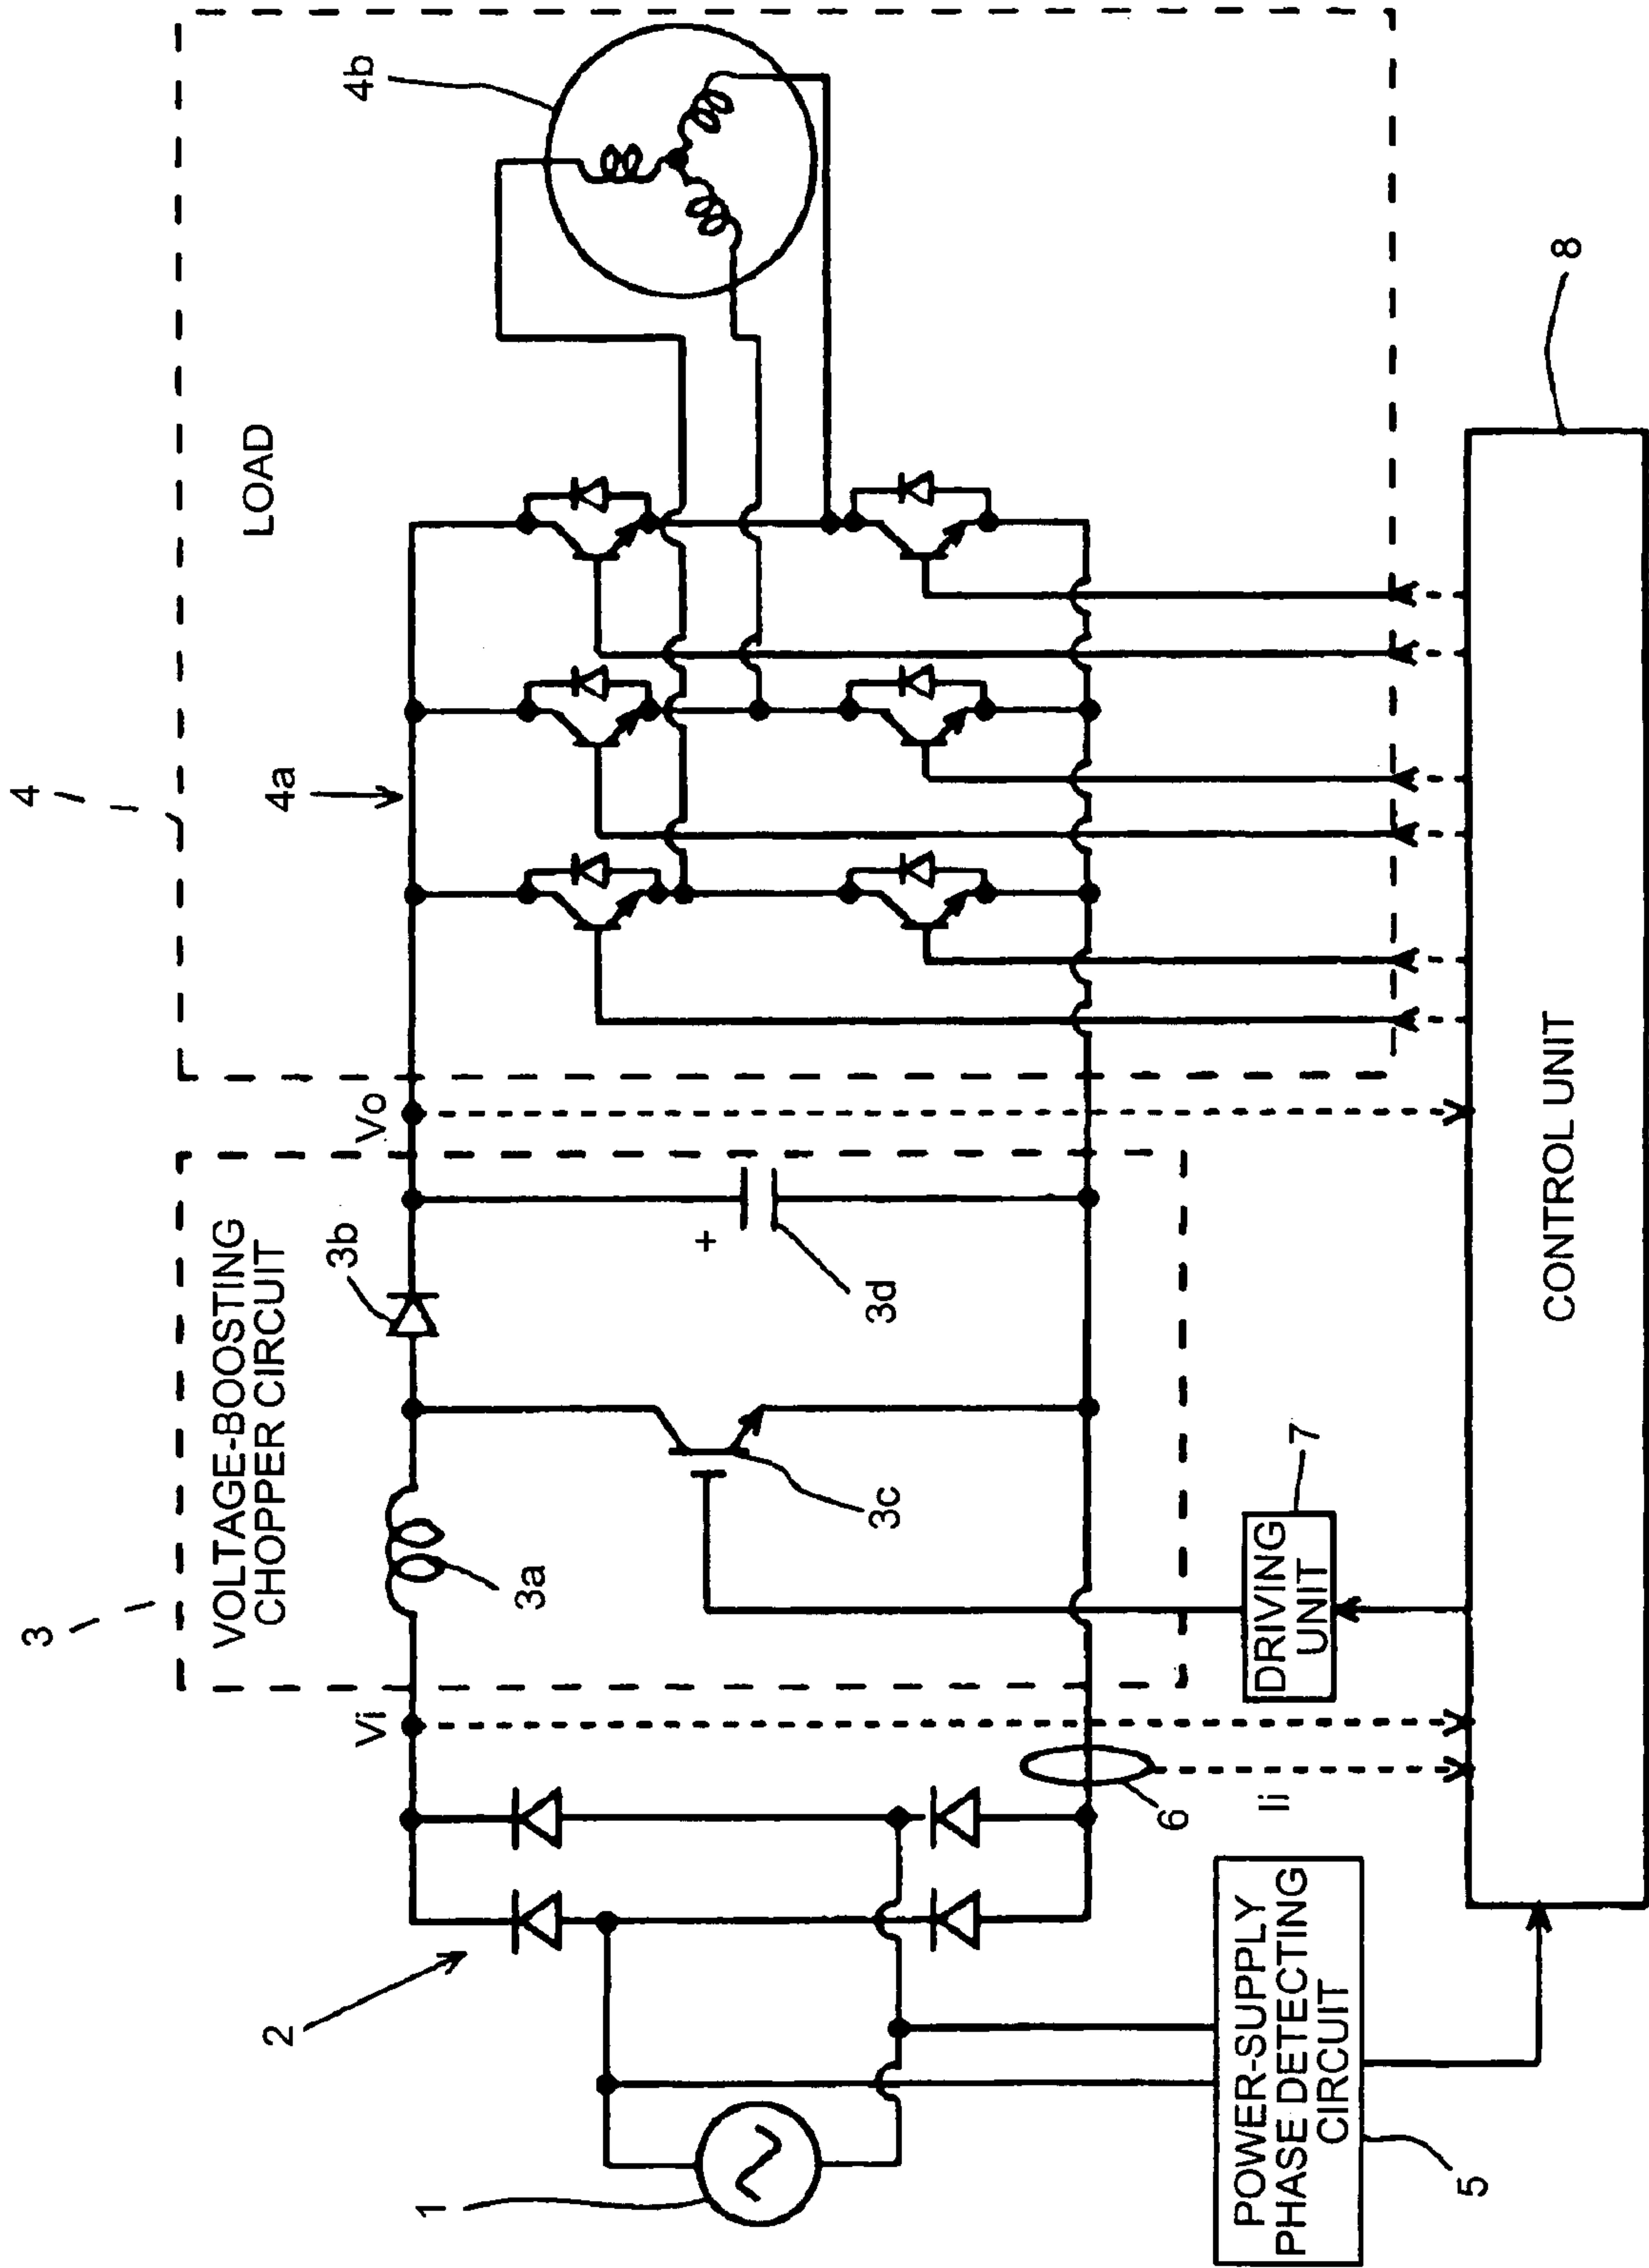 3
4
VOLTAGE-BOOSTING
CHOPPER CIRCUIT
LOAD
2
Vi
3b
Vo
4a
4b
1
3a
3c
+
3d
6
Ii
7
DRIVING
UNIT
8
POWER-SUPPLY
PHASE DETECTING
CIRCUIT
5
CONTROL UNIT